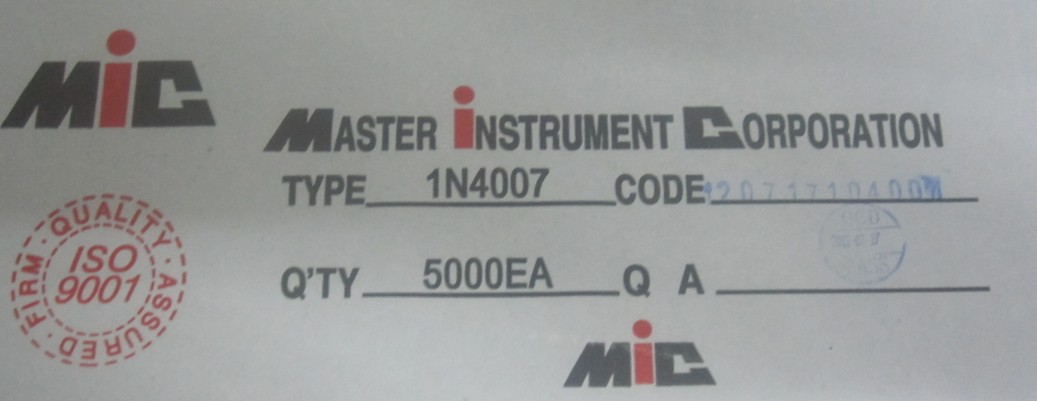 MiC
MASTER iNSTRUMENT CORPORATION
TYPE 1N4007 CODE
Q'TY 5000EA Q A
FIRM · QUALITY · ASSURED ·
ISO
9001
MiC